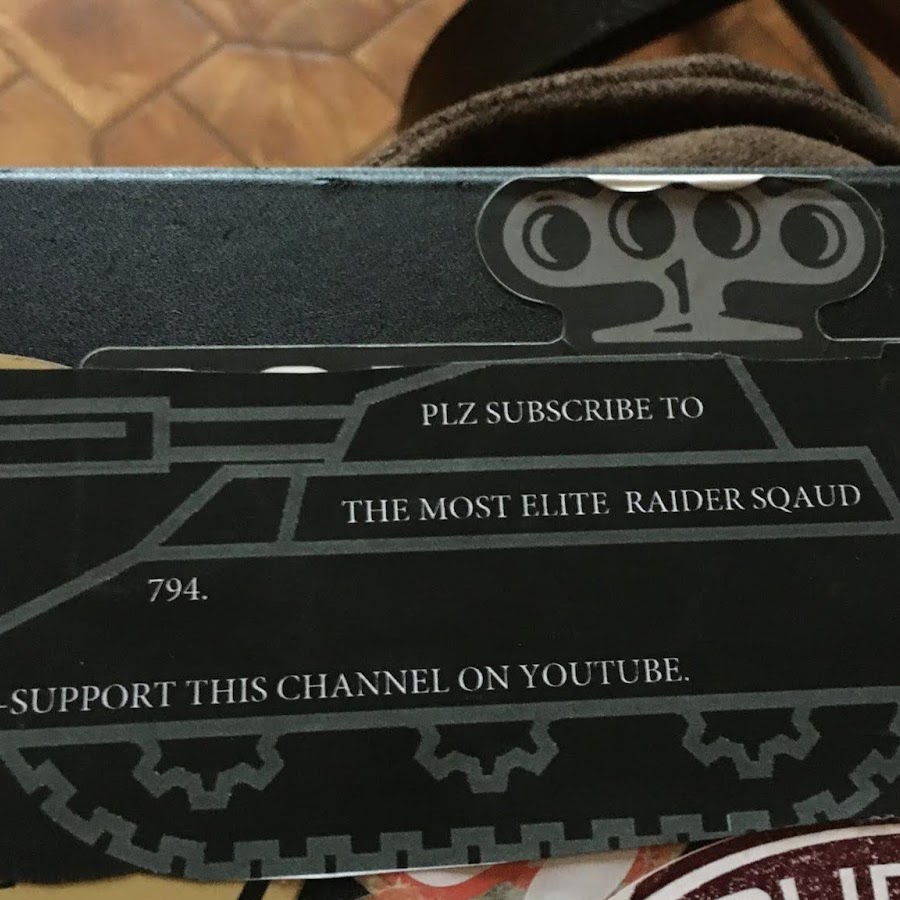 PLZ SUBSCRIBE TO
THE MOST ELITE RAIDER SQAUD
794.
-SUPPORT THIS CHANNEL ON YOUTUBE.